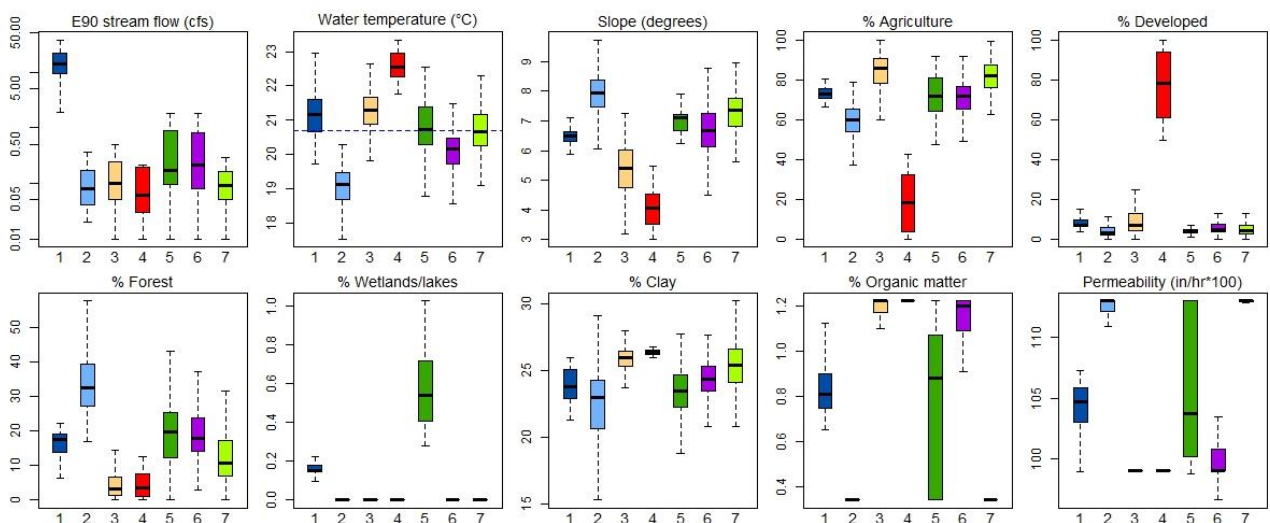 E90 stream flow (cfs) Water temperature (°C) Slope (degrees) % Agriculture % Developed
50.00 5.00 0.50 0.05 0.01
23 22 21 20 19 18
9 8 7 6 5 4 3
100 80 60 40 20 0
100 80 60 40 20 0
1 2 3 4 5 6 7 1 2 3 4 5 6 7 1 2 3 4 5 6 7 1 2 3 4 5 6 7 1 2 3 4 5 6 7
% Forest % Wetlands/lakes % Clay % Organic matter Permeability (in/hr*100)
50 40 30 20 10 0
1.0 0.8 0.6 0.4 0.2 0.0
30 25 20 15
1.2 1.0 0.8 0.6 0.4
110 105 100
1 2 3 4 5 6 7 1 2 3 4 5 6 7 1 2 3 4 5 6 7 1 2 3 4 5 6 7 1 2 3 4 5 6 7